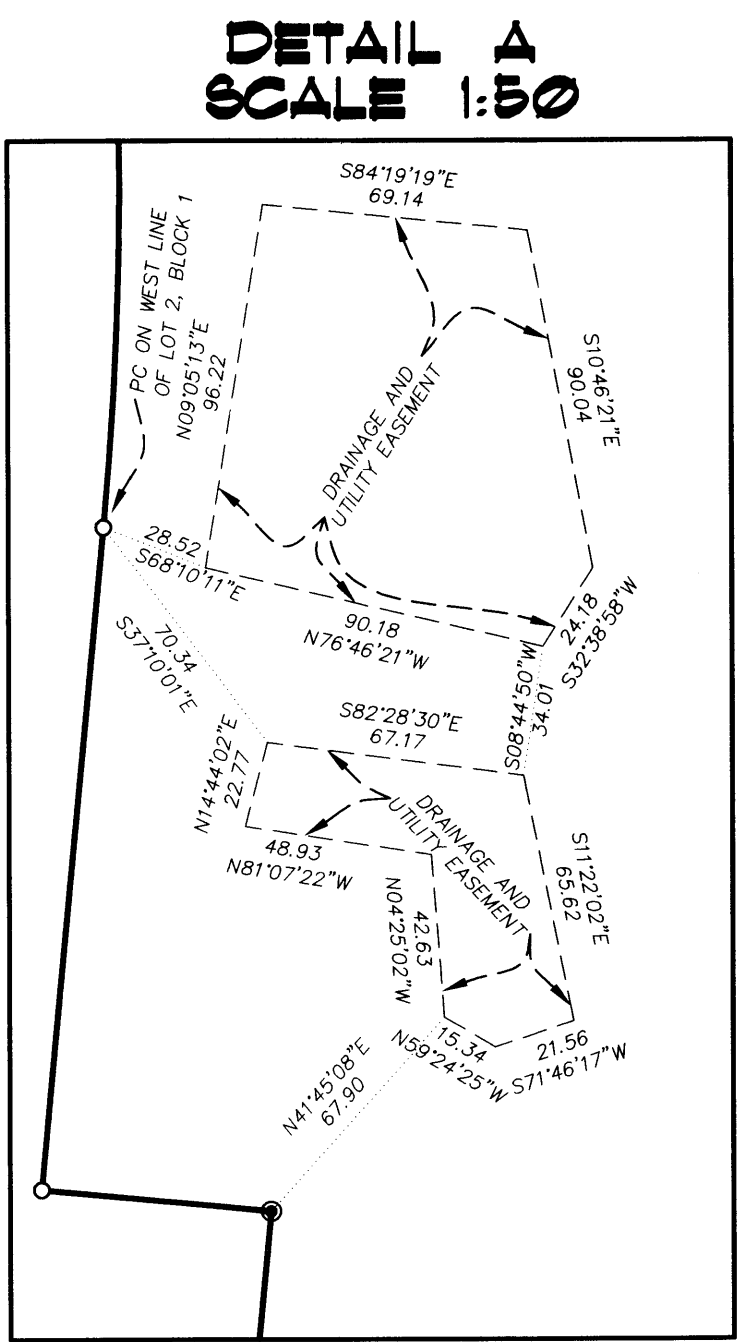 DETAIL A
SCALE 1:50
S84°19'19"E
69.14
PC ON WEST LINE
OF LOT 2, BLOCK 1
N09°05'13"E
96.22
S10°46'21"E
90.04
DRAINAGE AND
UTILITY EASEMENT
28.52
S68°10'11"E
90.18
N76°46'21"W
24.18
S32°38'58"W
70.34
S37°10'01"E
S08°44'50"W
34.01
S82°28'30"E
67.17
N14°44'02"E
22.77
DRAINAGE AND
UTILITY EASEMENT
48.93
N81°07'22"W
S11°22'02"E
65.62
42.63
N04°25'02"W
15.34
N59°24'25"W
21.56
S71°46'17"W
N41°45'08"E
67.90